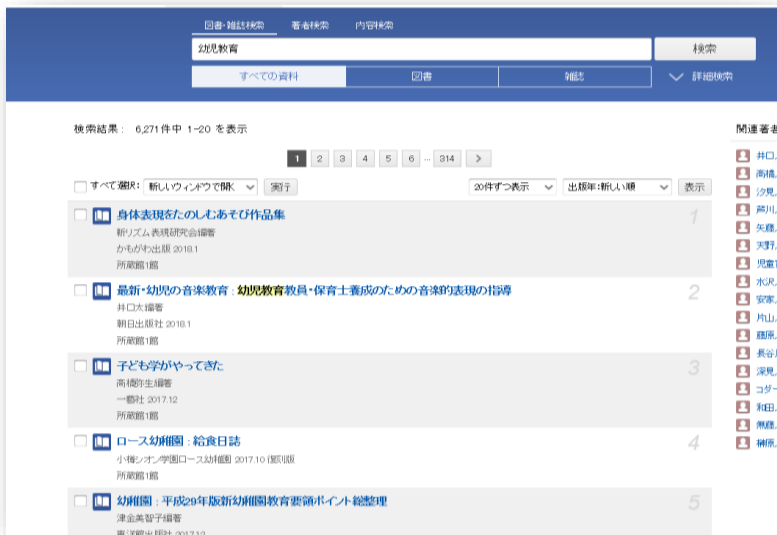 図書・雑誌検索 著者検索 内容検索
幼児教育 検索
すべての資料 図書 雑誌 詳細検索
検索結果: 6,271件中 1-20 を表示
関連著者
1 2 3 4 5 6 ... 314 >
すべて選択: 新しいウィンドウで開く 実行 20件ずつ表示 出版年:新しい順 表示
身体表現をたのしむあそび作品集 1
新リズム表現研究会編著
かもがわ出版 2018.1
所蔵館1館
最新・幼児の音楽教育 : 幼児教育教員・保育士養成のための音楽的表現の指導 2
井口太編著
朝日出版社 2018.1
所蔵館1館
子ども学がやってきた 3
高橋弥生編著
一藝社 2017.12
所蔵館1館
ロース幼稚園 : 給食日誌 4
小樽シオン学園ロース幼稚園 2017.10 復刻版
所蔵館1館
幼稚園 : 平成29年版新幼稚園教育要領ポイント総整理 5
津金美智子編著
東洋館出版社 2017.12
井口,
高橋,
汐見,
芦川,
矢藤,
天野,
児童
水沢,
安家,
片山,
藤原,
長谷
深見,
コダー
和田,
無藤,
榊原,